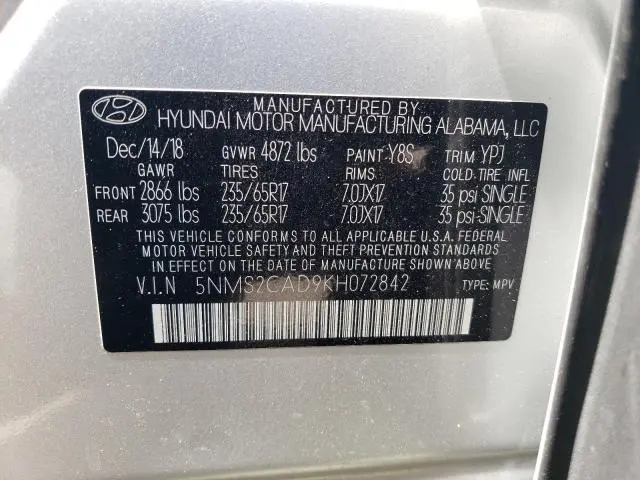 MANUFACTURED BY
HYUNDAI MOTOR MANUFACTURING ALABAMA, LLC
Dec/14/18 GVWR 4872 lbs PAINT Y8S TRIM YPJ
GAWR TIRES RIMS COLD TIRE INFL
FRONT 2866 lbs 235/65R17 7.0JX17 35 psi-SINGLE
REAR 3075 lbs 235/65R17 7.0JX17 35 psi-SINGLE
THIS VEHICLE CONFORMS TO ALL APPLICABLE U.S.A. FEDERAL
MOTOR VEHICLE SAFETY AND THEFT PREVENTION STANDARDS
IN EFFECT ON THE DATE OF MANUFACTURE SHOWN ABOVE.
V.I.N 5NMS2CAD9KH072842 TYPE: MPV